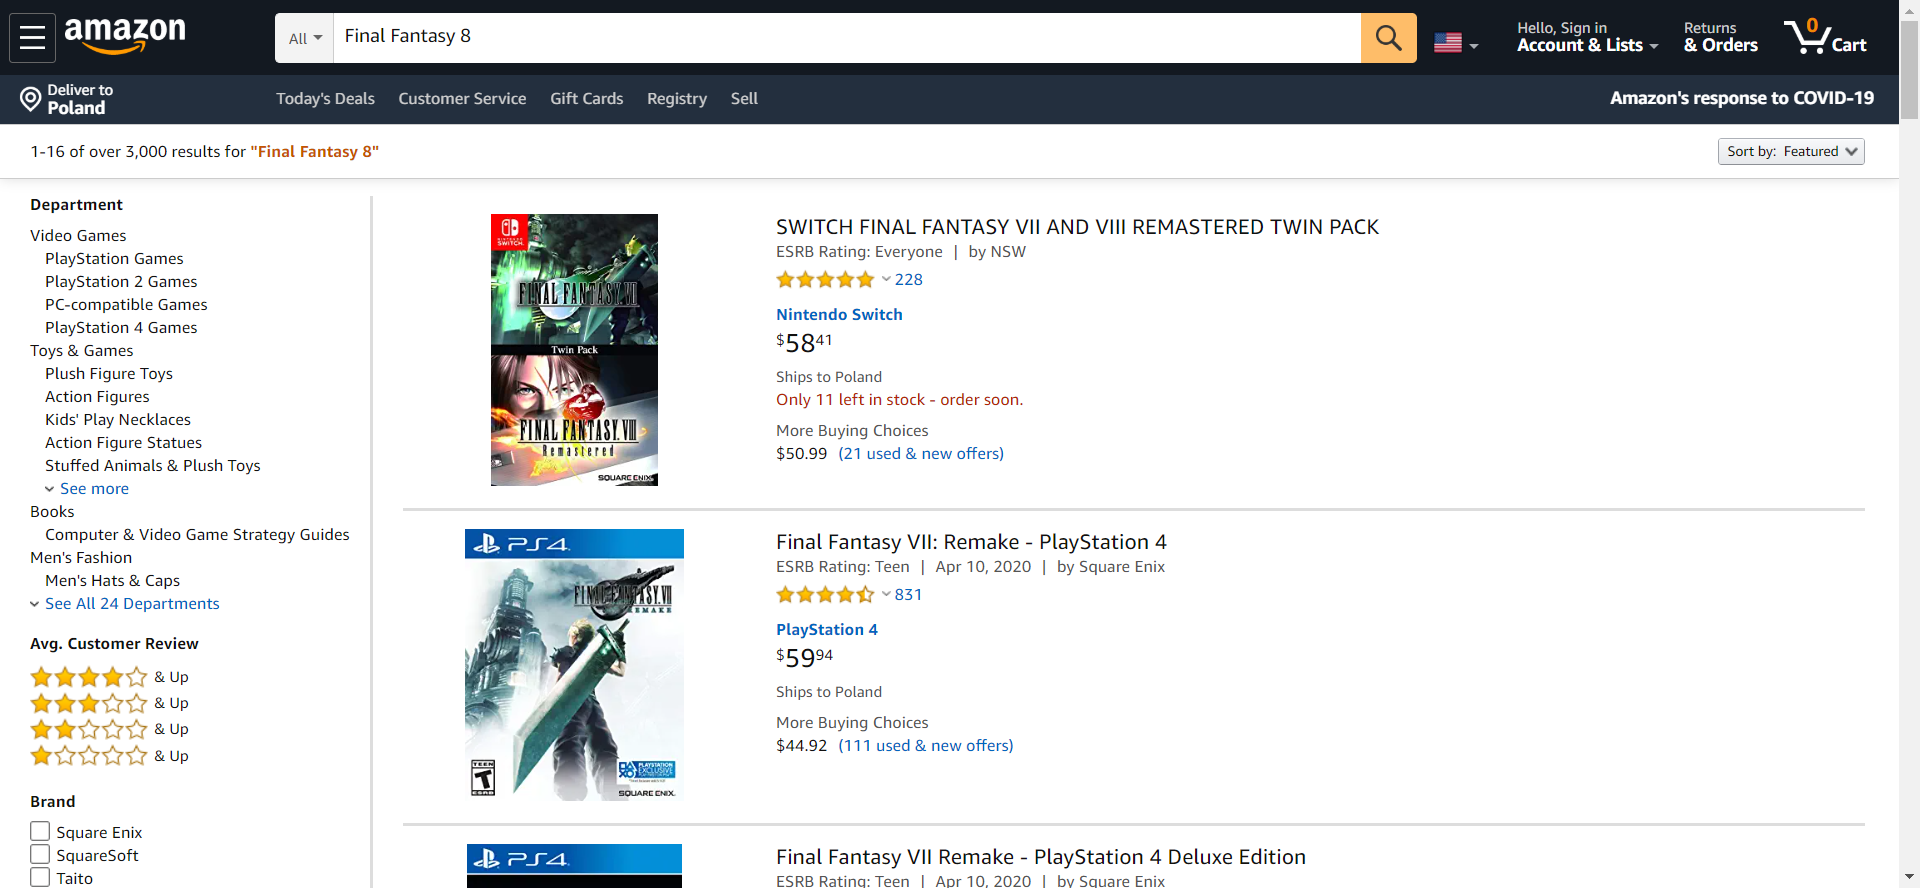 amazon
All
Final Fantasy 8
Hello, Sign in
Account & Lists
Returns
& Orders
0
Cart
Deliver to
Poland
Today's Deals
Customer Service
Gift Cards
Registry
Sell
Amazon's response to COVID-19
1-16 of over 3,000 results for "Final Fantasy 8"
Sort by: Featured
Department
Video Games
PlayStation Games
PlayStation 2 Games
PC-compatible Games
PlayStation 4 Games
Toys & Games
Plush Figure Toys
Action Figures
Kids' Play Necklaces
Action Figure Statues
Stuffed Animals & Plush Toys
See more
Books
Computer & Video Game Strategy Guides
Men's Fashion
Men's Hats & Caps
See All 24 Departments
Avg. Customer Review
& Up
& Up
& Up
& Up
Brand
Square Enix
SquareSoft
Taito
NINTENDO
SWITCH
FINAL FANTASY VII
Twin Pack
FINAL FANTASY VIII
Remastered
SQUARE ENIX
SWITCH FINAL FANTASY VII AND VIII REMASTERED TWIN PACK
ESRB Rating: Everyone | by NSW
228
Nintendo Switch
$58 41
Ships to Poland
Only 11 left in stock - order soon.
More Buying Choices
$50.99 (21 used & new offers)
PS4
FINAL FANTASY VII
REMAKE
TEEN
T
ESRB
PLAYSTATION
EXCLUSIVE
SQUARE ENIX
Final Fantasy VII: Remake - PlayStation 4
ESRB Rating: Teen | Apr 10, 2020 | by Square Enix
831
PlayStation 4
$59 94
Ships to Poland
More Buying Choices
$44.92 (111 used & new offers)
PS4
Final Fantasy VII Remake - PlayStation 4 Deluxe Edition
ESRB Rating: Teen | Apr 10, 2020 | by Square Enix